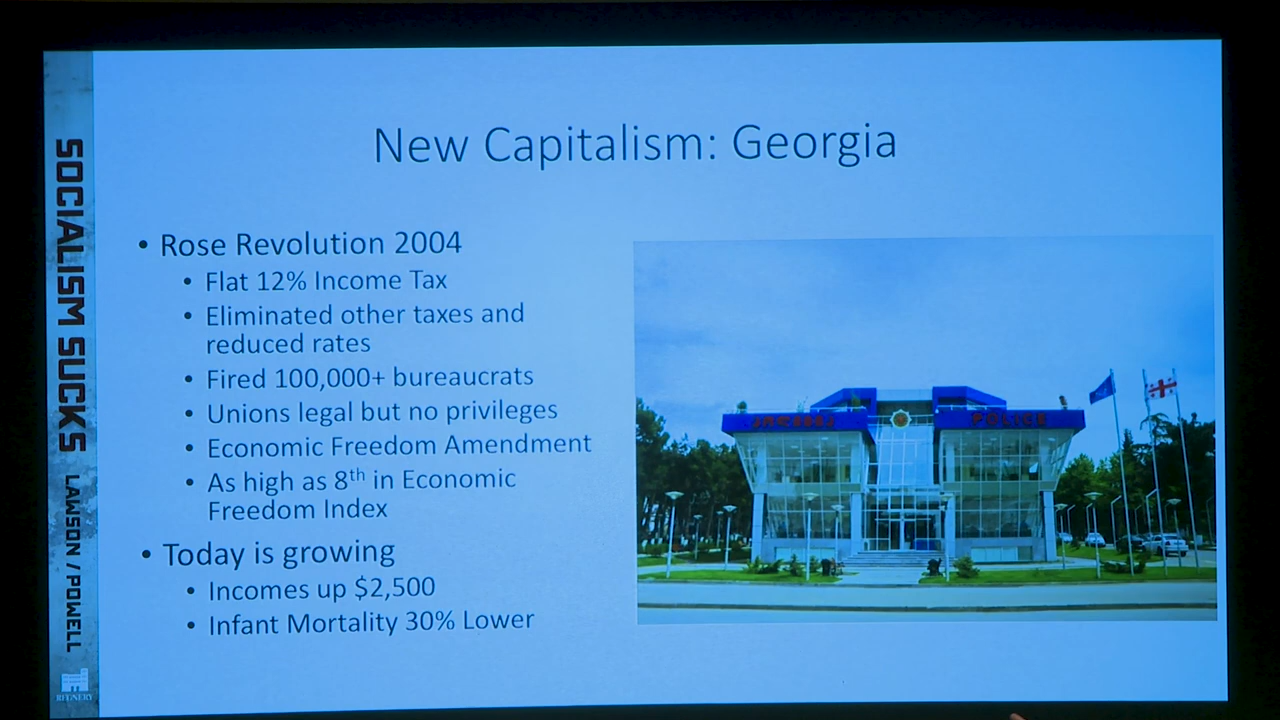 New Capitalism: Georgia
• Rose Revolution 2004
• Flat 12% Income Tax
• Eliminated other taxes and
reduced rates
• Fired 100,000+ bureaucrats
• Unions legal but no privileges
• Economic Freedom Amendment
• As high as 8th in Economic
Freedom Index
• Today is growing
• Incomes up $2,500
• Infant Mortality 30% Lower
POLICE
SOCIALISM SUCKS LAWSON / POWELL
REGNERY